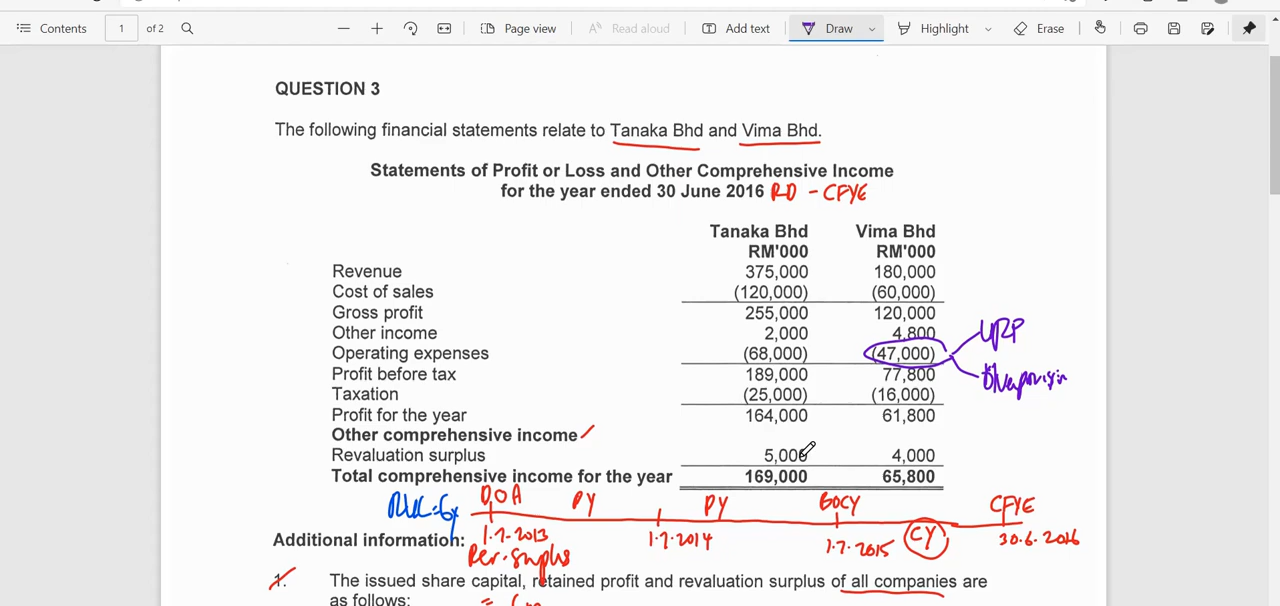 Contents 1 of 2 Page view Read aloud Add text Draw Highlight Erase
QUESTION 3
The following financial statements relate to Tanaka Bhd and Vima Bhd.
Statements of Profit or Loss and Other Comprehensive Income
for the year ended 30 June 2016 RD - CFYE
Tanaka Bhd Vima Bhd
RM'000 RM'000
Revenue 375,000 180,000
Cost of sales (120,000) (60,000)
Gross profit 255,000 120,000
Other income 2,000 4,800 URP
Operating expenses (68,000) (47,000)
Profit before tax 189,000 77,800
Taxation (25,000) (16,000)
Profit for the year 164,000 61,800
Other comprehensive income
Revaluation surplus 5,000 4,000
Total comprehensive income for the year 169,000 65,800
DOA PY PY BOCY CFYE
Additional information: 1.7.2013 1.7.2014 1.7.2015 CY 30.6.2016
Rev. surplus
1. The issued share capital, retained profit and revaluation surplus of all companies are
as follows: